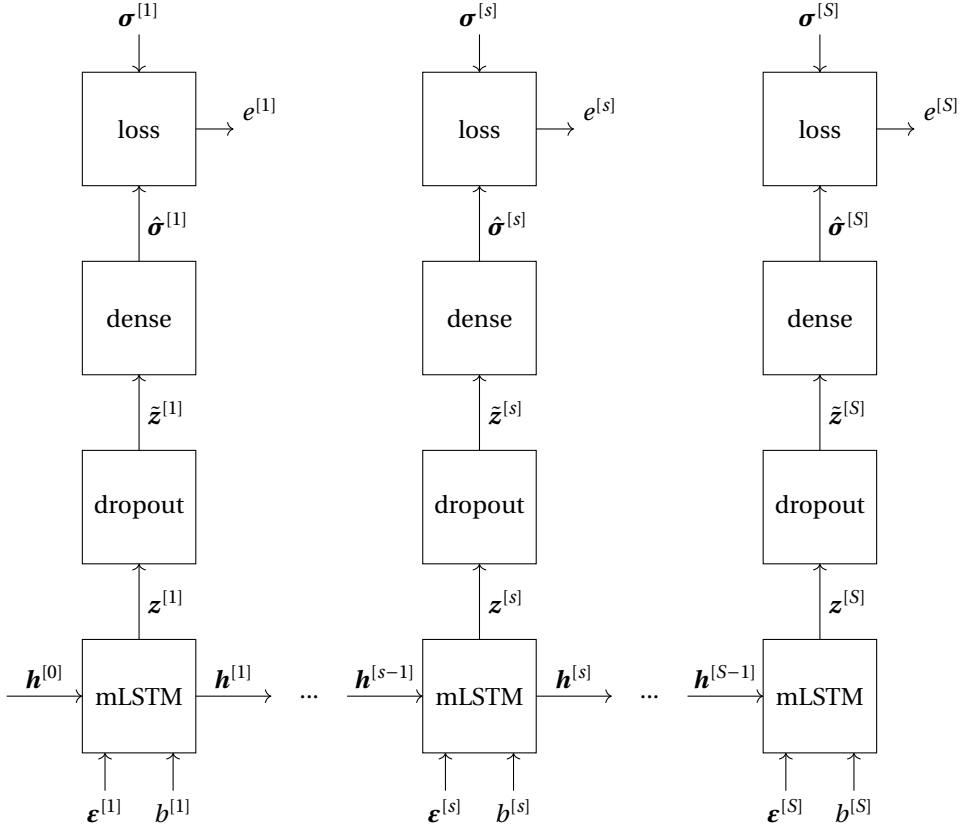 𝝈^[1] 𝝈^[s] 𝝈^[S]
loss e^[1] loss e^[s] loss e^[S]
𝝈̂^[1] 𝝈̂^[s] 𝝈̂^[S]
dense dense dense
𝒛̃^[1] 𝒛̃^[s] 𝒛̃^[S]
dropout dropout dropout
𝒛^[1] 𝒛^[s] 𝒛^[S]
𝒉^[0] mLSTM 𝒉^[1] ... 𝒉^[s−1] mLSTM 𝒉^[s] ... 𝒉^[S−1] mLSTM
𝜺^[1] b^[1] 𝜺^[s] b^[s] 𝜺^[S] b^[S]